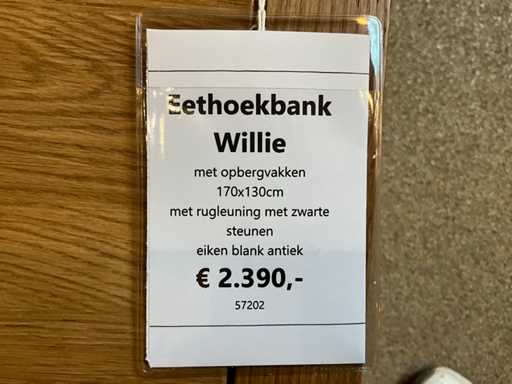 Eethoekbank
Willie
met opbergvakken
170x130cm
met rugleuning met zwarte
steunen
eiken blank antiek
€ 2.390,-
57202